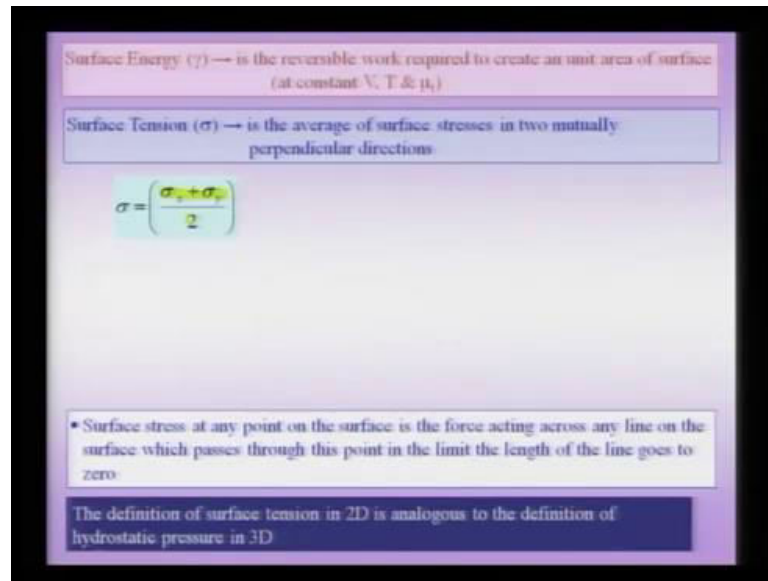 Surface Energy (γ) → is the reversible work required to create an unit area of surface
(at constant V, T & μᵢ)
Surface Tension (σ) → is the average of surface stresses in two mutually
perpendicular directions
σ = ((σₓ + σᵧ) / 2)
• Surface stress at any point on the surface is the force acting across any line on the
surface which passes through this point in the limit the length of the line goes to
zero
The definition of surface tension in 2D is analogous to the definition of
hydrostatic pressure in 3D